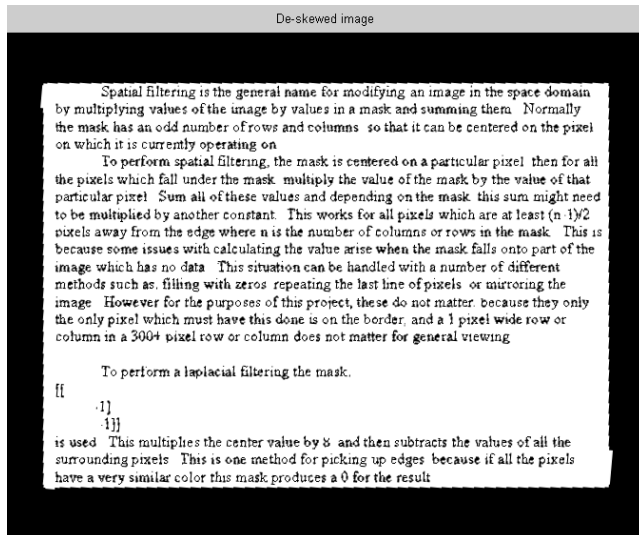 De-skewed image
Spatial filtering is the general name for modifying an image in the space domain
by multiplying values of the image by values in a mask and summing them Normally
the mask has an odd number of rows and columns so that it can be centered on the pixel
on which it is currently operating on
To perform spatial filtering, the mask is centered on a particular pixel then for all
the pixels which fall under the mask multiply the value of the mask by the value of that
particular pixel Sum all of these values and depending on the mask this sum might need
to be multiplied by another constant. This works for all pixels which are at least (n-1)/2
pixels away from the edge where n is the number of columns or rows in the mask This is
because some issues with calculating the value arise when the mask falls onto part of the
image which has no data This situation can be handled with a number of different
methods such as. filling with zeros repeating the last line of pixels or mirroring the
image However for the purposes of this project, these do not matter. because they only
the only pixel which must have this done is on the border, and a 1 pixel wide row or
column in a 300+ pixel row or column does not matter for general viewing
To perform a laplacial filtering the mask.
[[
-1]
-1]]
is used This multiplies the center value by 8 and then subtracts the values of all the
surrounding pixels This is one method for picking up edges because if all the pixels
have a very similar color this mask produces a 0 for the result